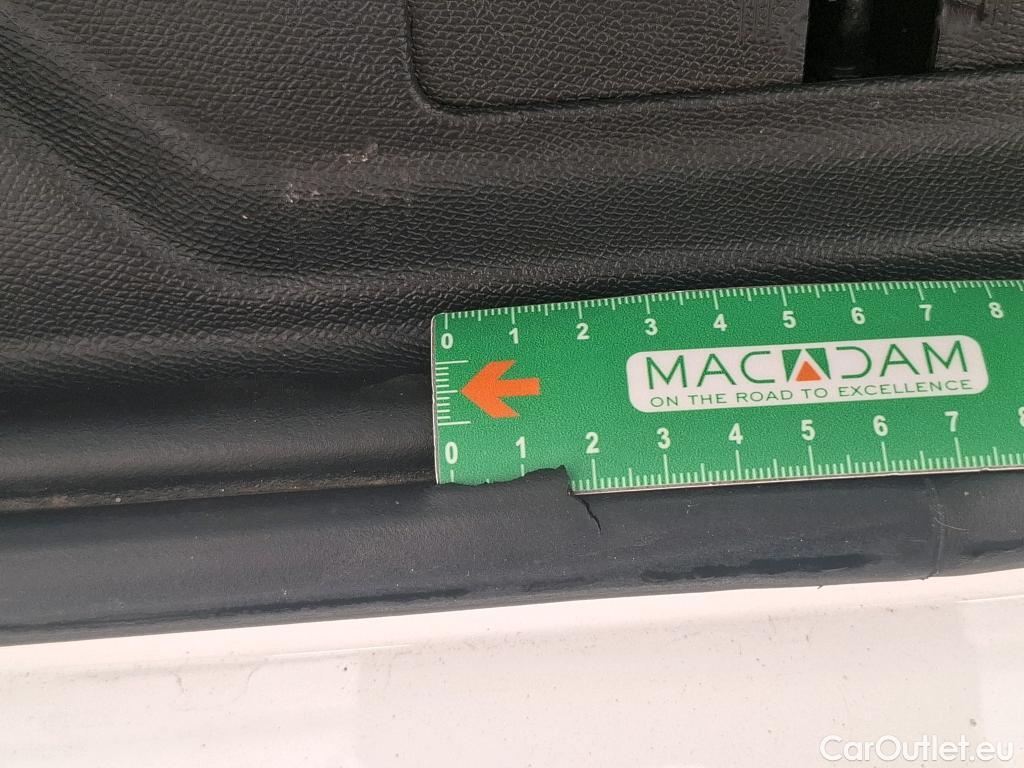 0 1 2 3 4 5 6 7 8
MACADAM
ON THE ROAD TO EXCELLENCE
0 1 2 3 4 5 6 7 8
CarOutlet.eu